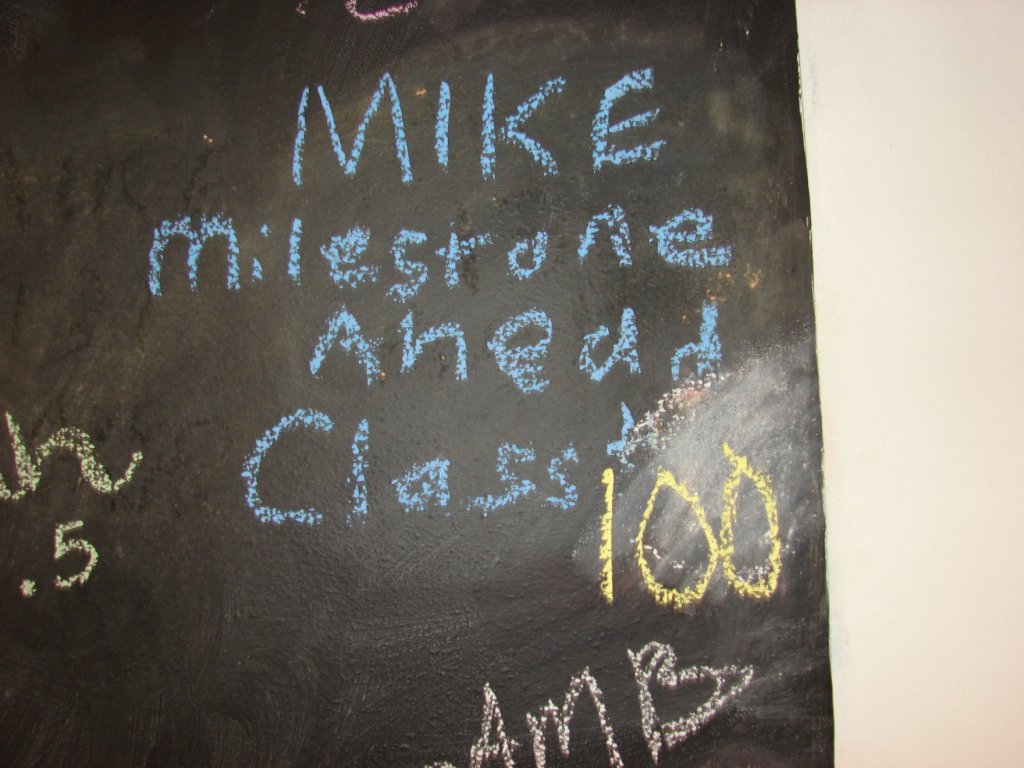 MIKE
milestone
Ahead
Class
100
.5
AMB